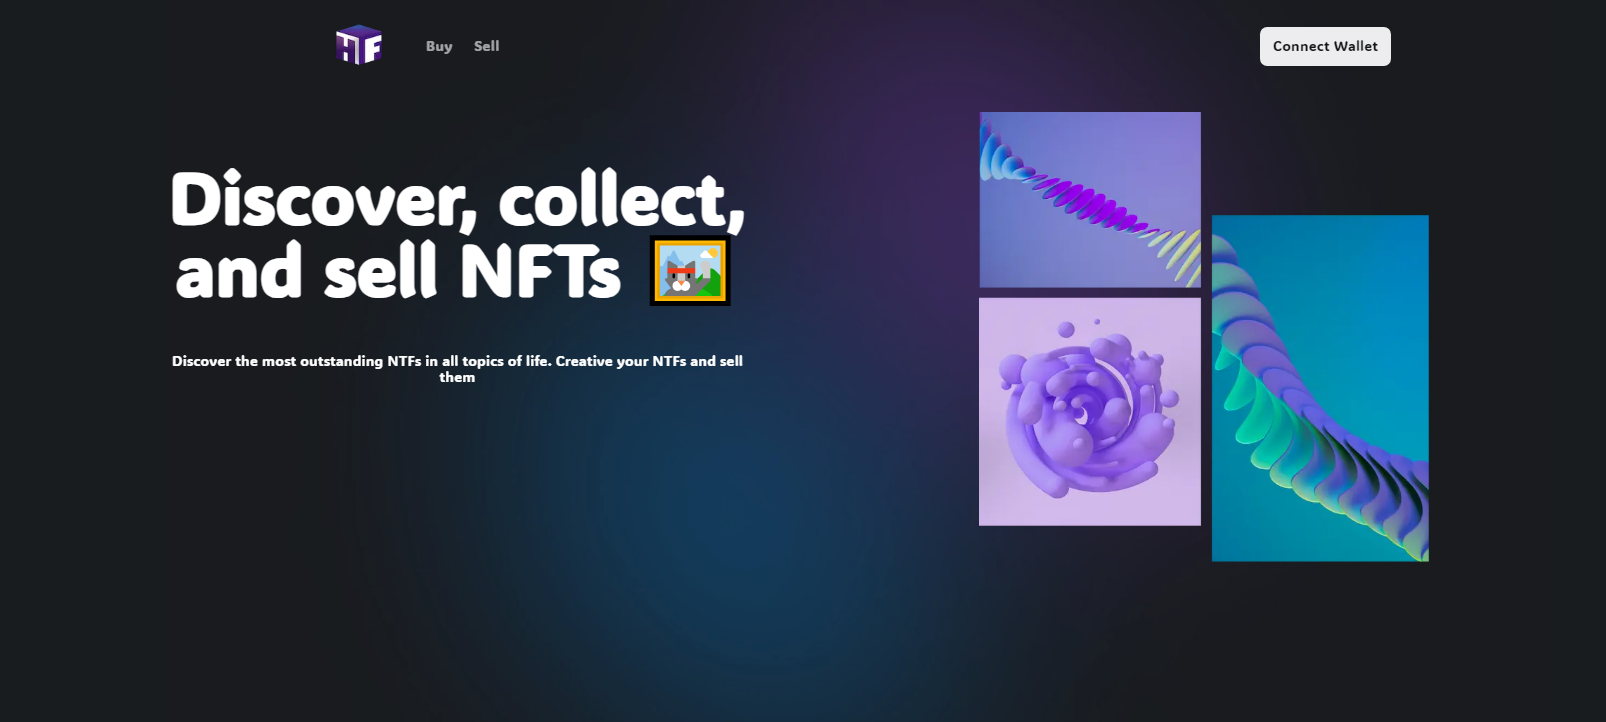 Buy Sell
Connect Wallet
Discover, collect,
and sell NFTs
Discover the most outstanding NTFs in all topics of life. Creative your NTFs and sell
them